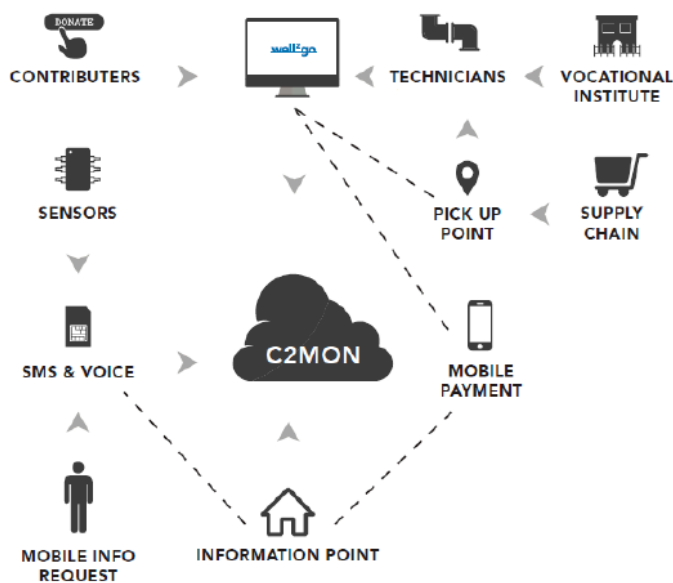 DONATE
well²go
CONTRIBUTERS
TECHNICIANS
VOCATIONAL
INSTITUTE
SENSORS
PICK UP
POINT
SUPPLY
CHAIN
C2MON
SMS & VOICE
MOBILE
PAYMENT
MOBILE INFO
REQUEST
INFORMATION POINT